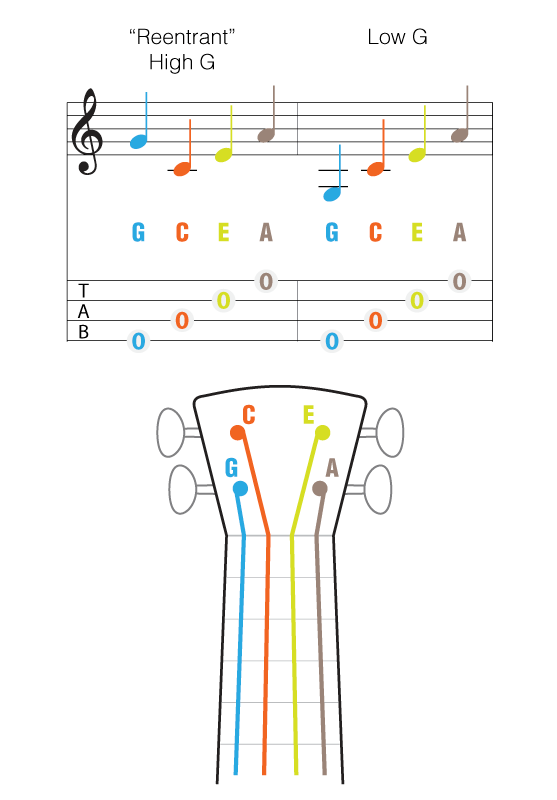 “Reentrant”
High G
Low G
G C E A G C E A
T
A
B
0 0 0 0 0 0 0 0
C E
G A